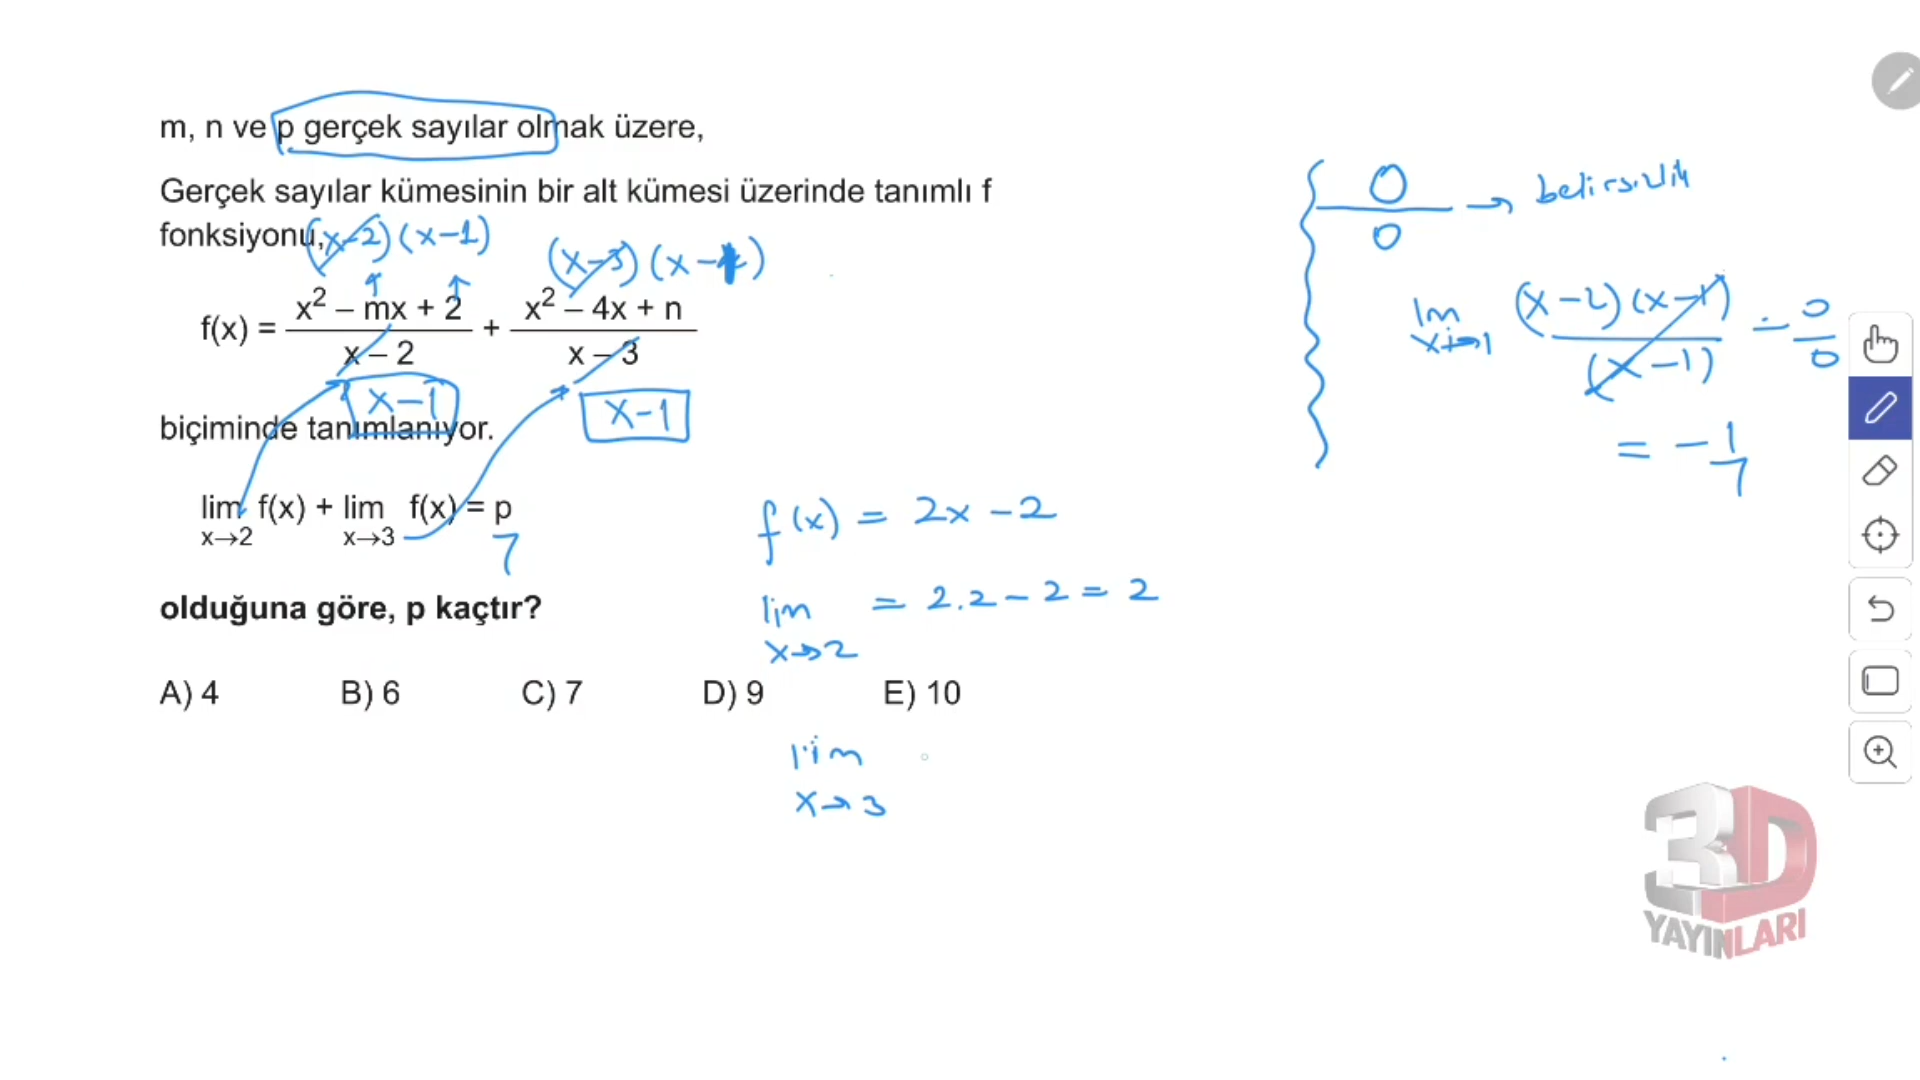 m, n ve p gerçek sayılar olmak üzere,
Gerçek sayılar kümesinin bir alt kümesi üzerinde tanımlı f
fonksiyonu,
(x-2)(x-1)
(x-3)(x-1)
f(x) = x² – mx + 2 / x – 2 + x² – 4x + n / x – 3
x-1
x-1
biçiminde tanımlanıyor.
lim x→2 f(x) + lim x→3 f(x) = p
7
olduğuna göre, p kaçtır?
A) 4 B) 6 C) 7 D) 9 E) 10
f(x) = 2x - 2
lim x→2 = 2.2 - 2 = 2
lim x→3
0/0 → belirsizlik
lim x→1 (x-2)(x-1) / (x-1) = 0/0
= -1
7
3D
YAYINLARI